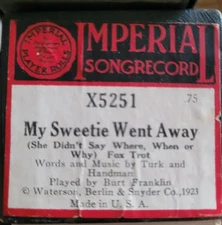 IMPERIAL
SONGRECORD
IMPERIAL
PLAYER ROLLS
X5251
75
My Sweetie Went Away
(She Didn't Say Where, When or
Why) Fox Trot
Words and Music by Turk and
Handman
Played by Burt Franklin
© Waterson, Berlin & Snyder Co., 1923
Made in U. S. A.